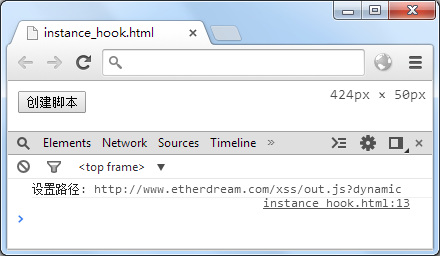 instance_hook.html
创建脚本
424px × 50px
Elements Network Sources Timeline »
<top frame> ▼
设置路径: http://www.etherdream.com/xss/out.js?dynamic
instance_hook.html:13